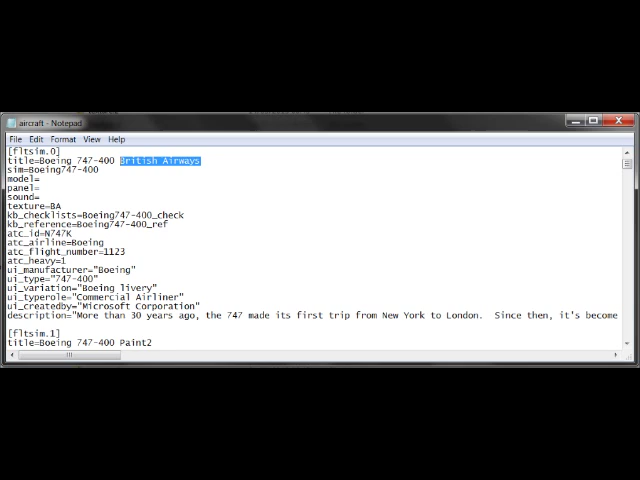 aircraft - Notepad
File Edit Format View Help
[fltsim.0]
title=Boeing 747-400 British Airways
sim=Boeing747-400
model=
panel=
sound=
texture=BA
kb_checklists=Boeing747-400_check
kb_reference=Boeing747-400_ref
atc_id=N747K
atc_airline=Boeing
atc_flight_number=1123
atc_heavy=1
ui_manufacturer="Boeing"
ui_type="747-400"
ui_variation="Boeing livery"
ui_typerole="Commercial Airliner"
ui_createdby="Microsoft Corporation"
description="More than 30 years ago, the 747 made its first trip from New York to London.  Since then, it's become
[fltsim.1]
title=Boeing 747-400 Paint2